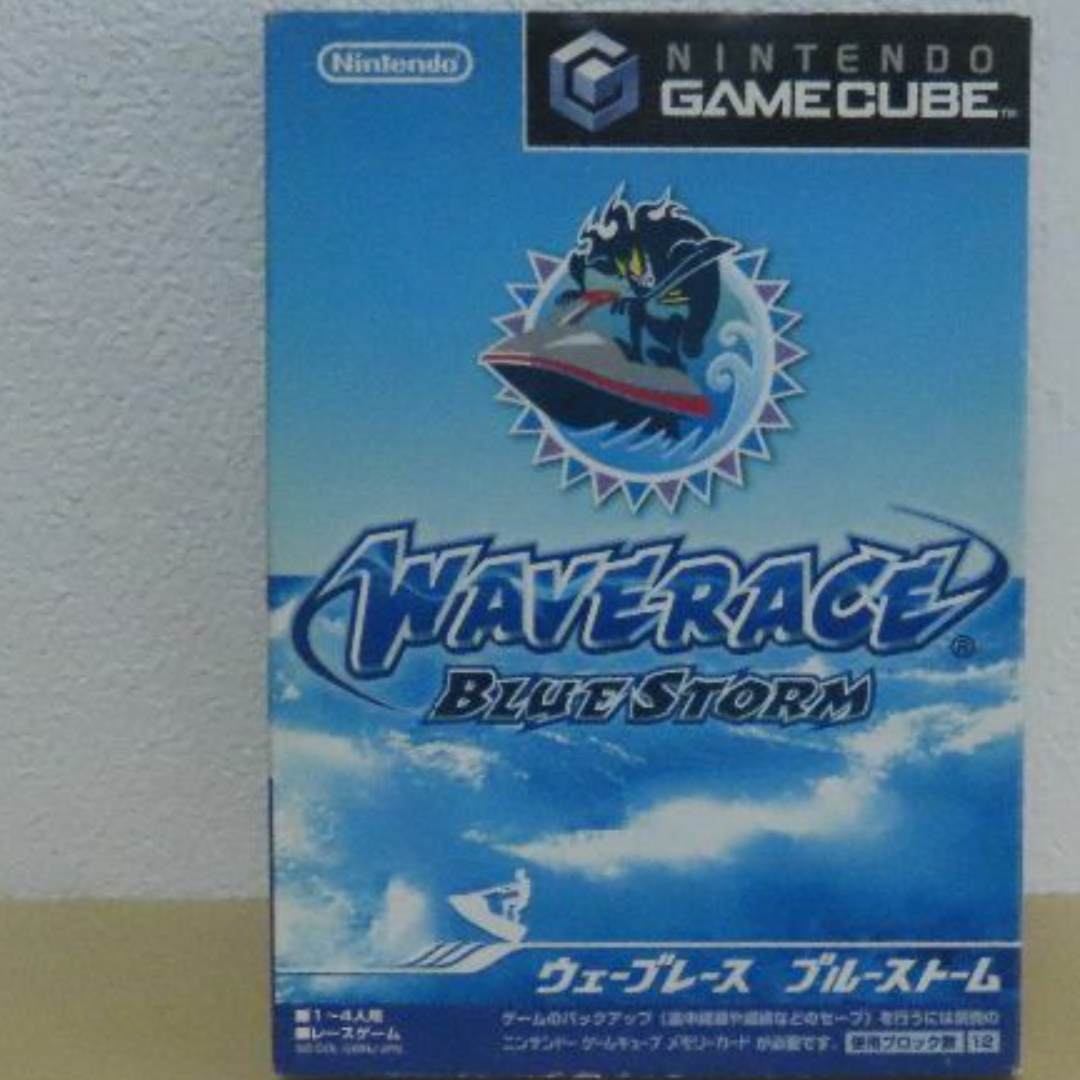 Nintendo
NINTENDO
GAMECUBE™
WAVERACE®
BLUE STORM
ウェーブレース ブルーストーム
■1〜4人用
■レースゲーム
ゲームのバックアップ（途中経過や成績などのセーブ）を行うには別売の
ニンテンドーゲームキューブ メモリーカード が必要です。 使用ブロック数 12